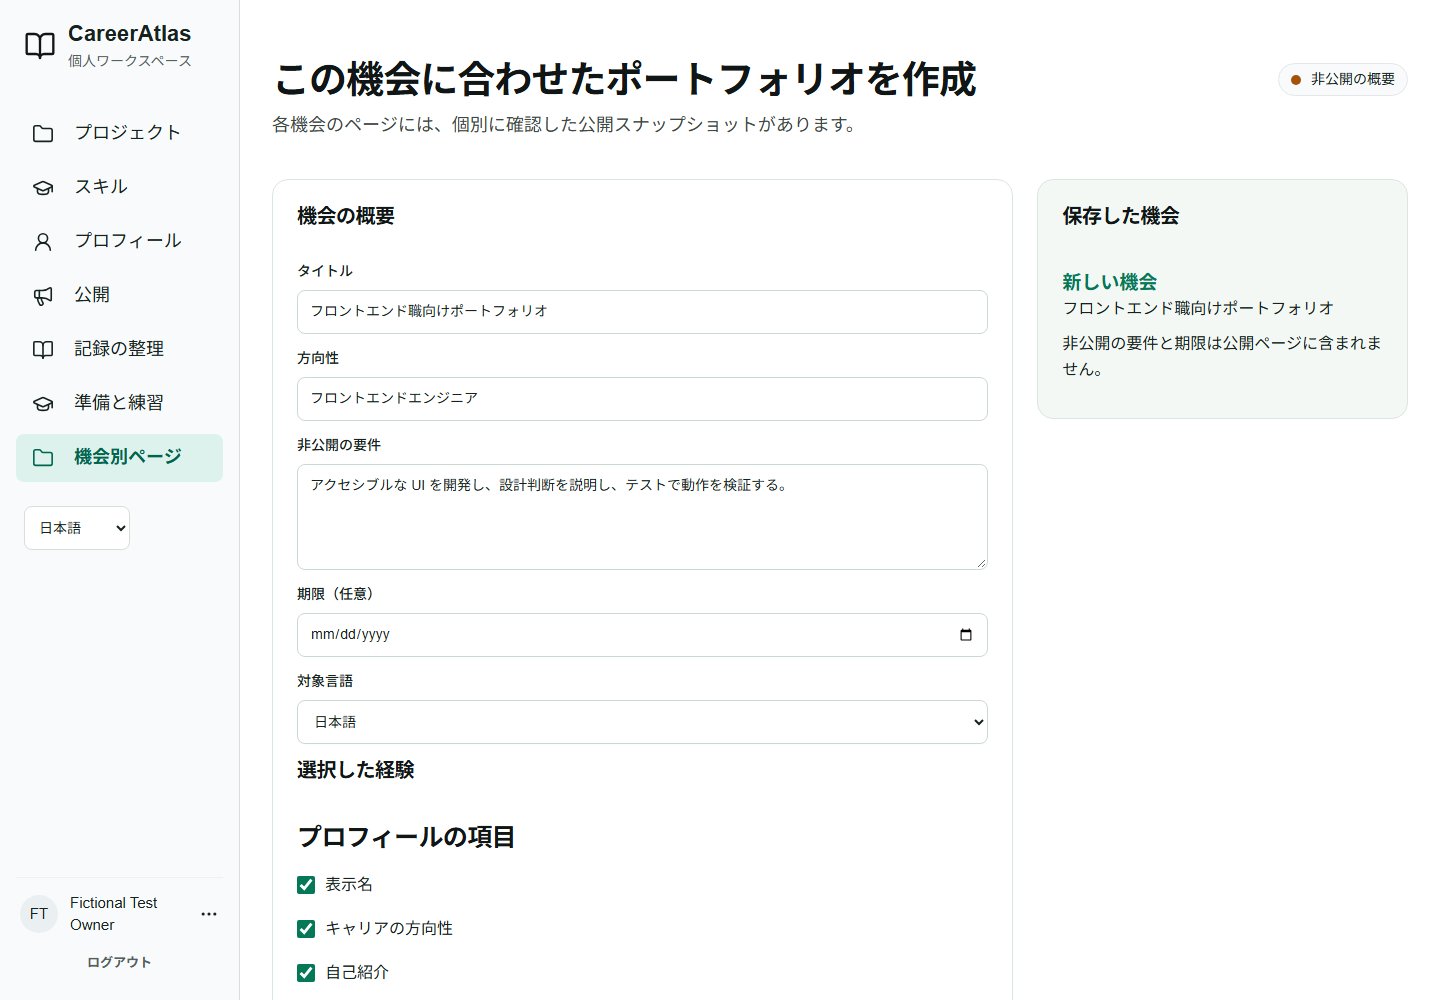 CareerAtlas
個人ワークスペース
プロジェクト
スキル
プロフィール
公開
記録の整理
準備と練習
機会別ページ
日本語
FT
Fictional Test
Owner
ログアウト
この機会に合わせたポートフォリオを作成
各機会のページには、個別に確認した公開スナップショットがあります。
非公開の概要
機会の概要
タイトル
フロントエンド職向けポートフォリオ
方向性
フロントエンドエンジニア
非公開の要件
アクセシブルな UI を開発し、設計判断を説明し、テストで動作を検証する。
期限（任意）
mm/dd/yyyy
対象言語
日本語
選択した経験
プロフィールの項目
表示名
キャリアの方向性
自己紹介
保存した機会
新しい機会
フロントエンド職向けポートフォリオ
非公開の要件と期限は公開ページに含まれま
せん。